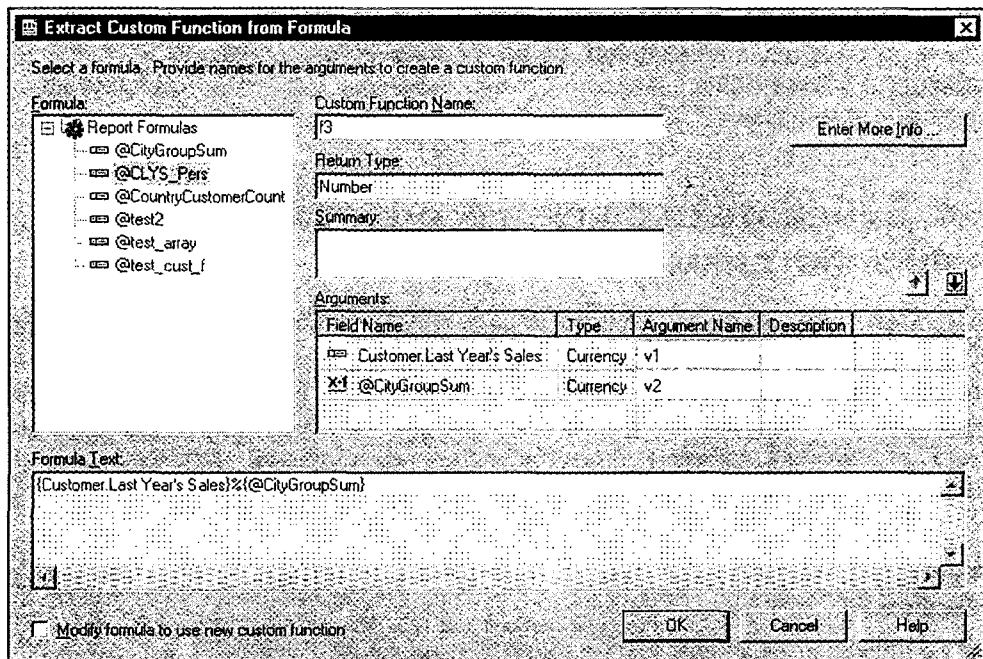 Extract Custom Function from Formula
Select a formula. Provide names for the arguments to create a custom function.
Formula:
Report Formulas
@CityGroupSum
@CLYS_Pers
@CountryCustomerCount
@test2
@test_array
@test_cust_f
Custom Function Name:
f3
Enter More Info ...
Return Type:
Number
Summary:
Arguments:
Field Name Type Argument Name Description
Customer.Last Year's Sales Currency v1
X+1 @CityGroupSum Currency v2
Formula Text:
{Customer.Last Year's Sales}%{@CityGroupSum}
Modify formula to use new custom function
OK Cancel Help